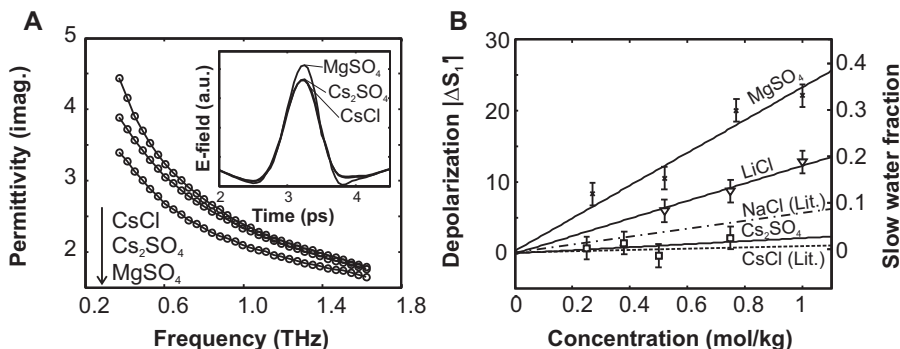 A
Permittivity (imag.)
5
4
3
2
0.2
0.6
1.0
1.4
1.8
Frequency (THz)
CsCl
Cs₂SO₄
MgSO₄
E-field (a.u.)
MgSO₄
Cs₂SO₄
CsCl
2
3
4
Time (ps)
B
Depolarization |ΔS₁|
30
20
10
0
0
0.2
0.4
0.6
0.8
1
Concentration (mol/kg)
MgSO₄
LiCl
NaCl (Lit.)
Cs₂SO₄
CsCl (Lit.)
0.4
0.3
0.2
0.1
0
Slow water fraction